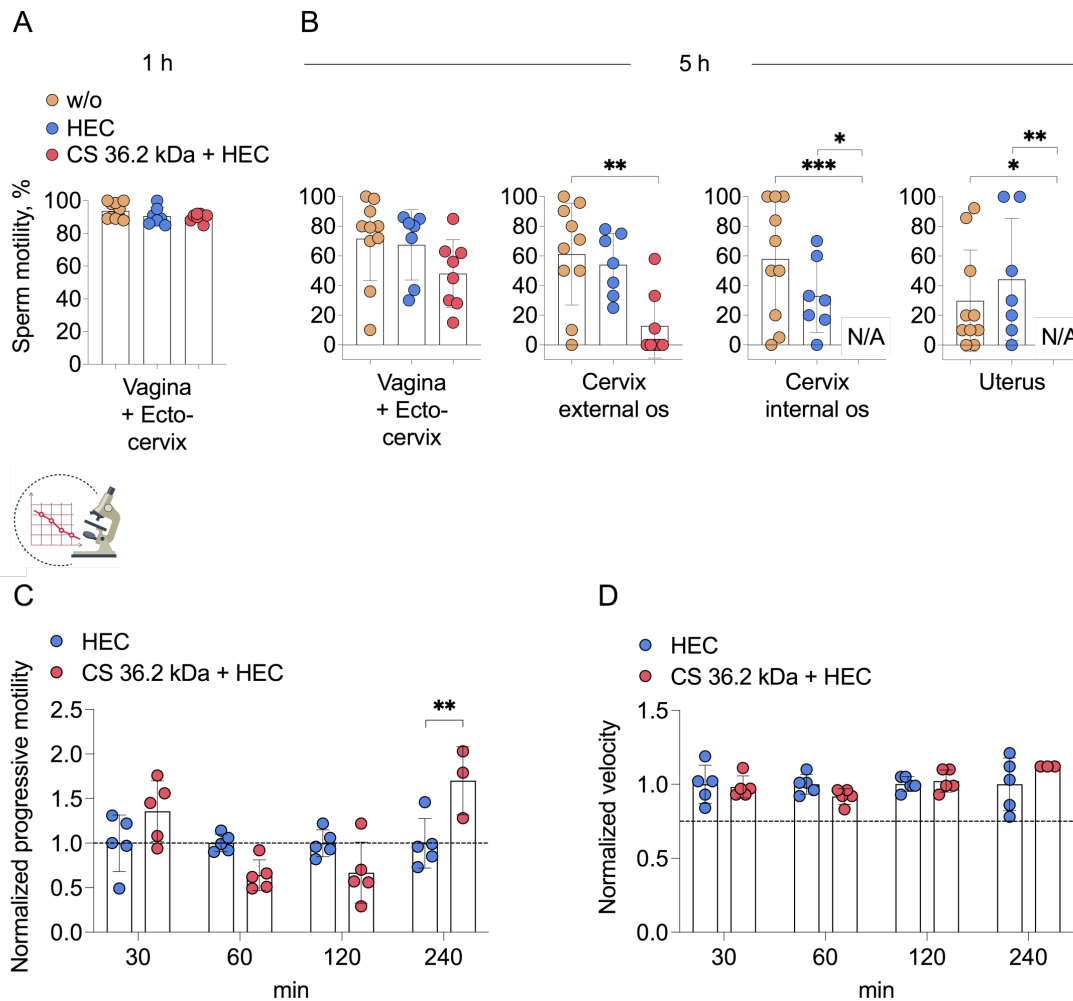 A
B
1 h
5 h
w/o
HEC
CS 36.2 kDa + HEC
Sperm motility, %
100
80
60
40
20
0
Vagina
+ Ecto-
cervix
100
80
60
40
20
0
Vagina
+ Ecto-
cervix
**
100
80
60
40
20
0
Cervix
external os
*
***
100
80
60
40
20
0
N/A
Cervix
internal os
**
*
100
80
60
40
20
0
N/A
Uterus
C
HEC
CS 36.2 kDa + HEC
Normalized progressive motility
2.5
2.0
1.5
1.0
0.5
0.0
**
30 60 120 240
min
D
HEC
CS 36.2 kDa + HEC
Normalized velocity
1.5
1.0
0.5
0.0
30 60 120 240
min